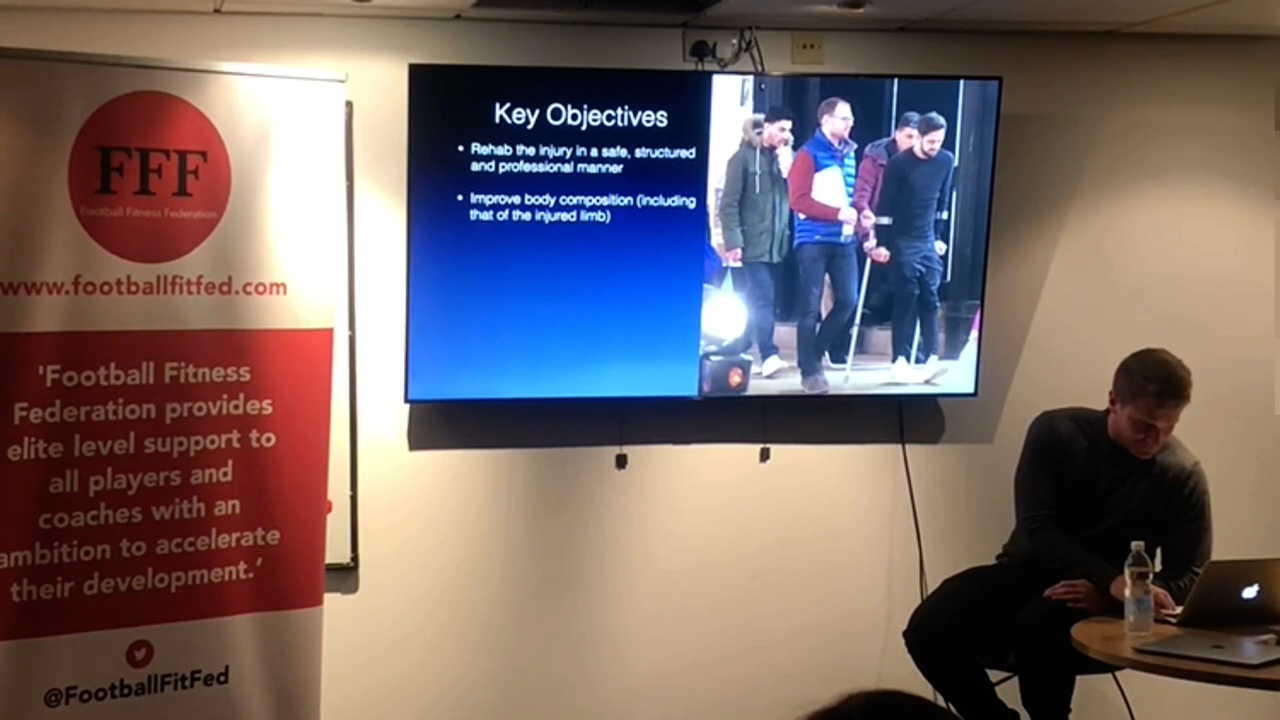 FFF
Football Fitness Federation
www.footballfitfed.com
'Football Fitness
Federation provides
elite level support to
all players and
coaches with an
ambition to accelerate
their development.'
@FootballFitFed
Key Objectives
• Rehab the injury in a safe, structured
and professional manner
• Improve body composition (including
that of the injured limb)